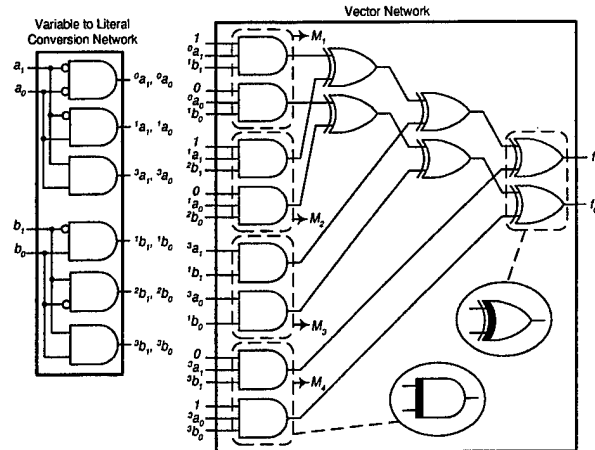 Variable to Literal
Conversion Network
a₁
a₀
⁰a₁, ⁰a₀
¹a₁, ¹a₀
³a₁, ³a₀
b₁
b₀
¹b₁, ¹b₀
²b₁, ²b₀
³b₁, ³b₀
Vector Network
1
⁰a₁
¹b₁
M₁
0
⁰a₀
¹b₀
1
¹a₁
²b₁
0
¹a₀
²b₀
M₂
³a₁
¹b₁
³a₀
¹b₀
M₃
0
³a₁
³b₁
M₄
1
³a₀
³b₀